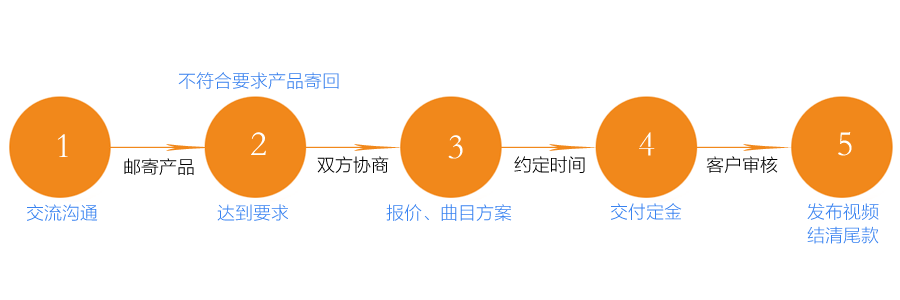 不符合要求产品寄回
1
2
3
4
5
邮寄产品
双方协商
约定时间
客户审核
交流沟通
达到要求
报价、曲目方案
交付定金
发布视频
结清尾款